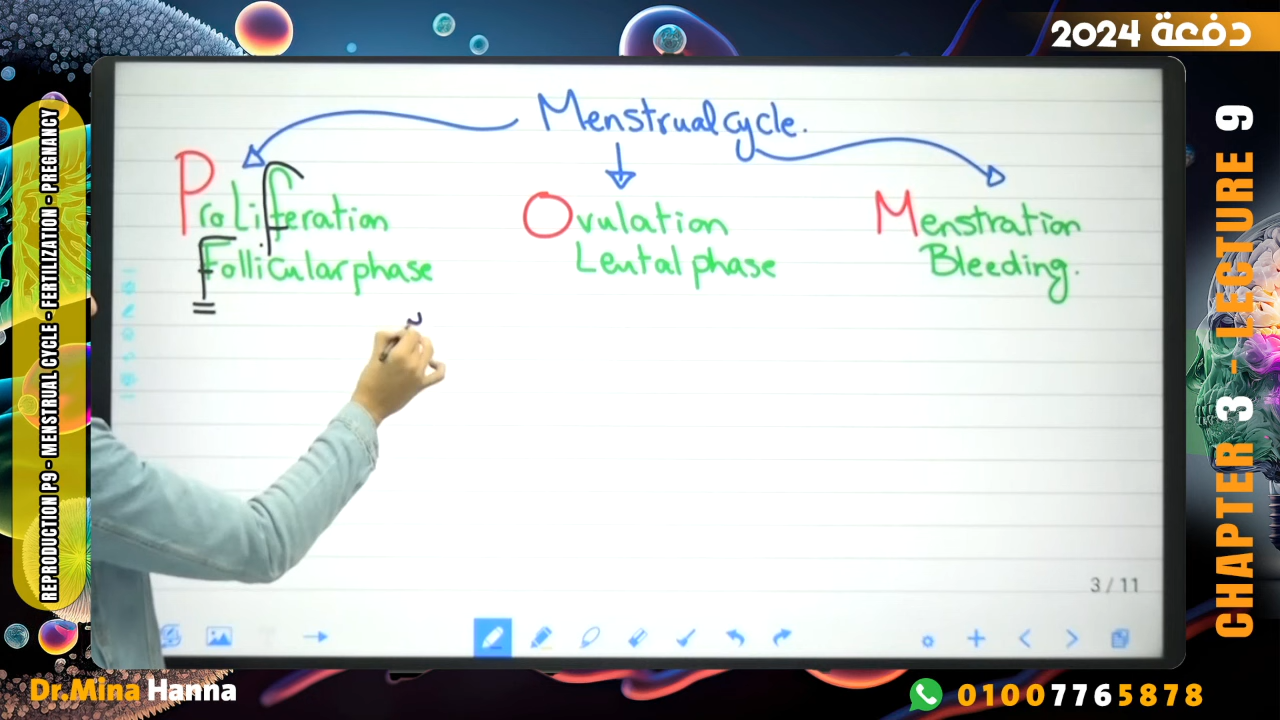 دفعة 2024
REPRODUCTION P9 - MENSTRUAL CYCLE - FERTILIZATION - PREGNANCY
Menstrual cycle.
Proliferation
Follicular phase
Ovulation
Leutal phase
Menstration
Bleeding.
3/11
CHAPTER 3 - LECTURE 9
Dr.Mina Hanna
01007765878